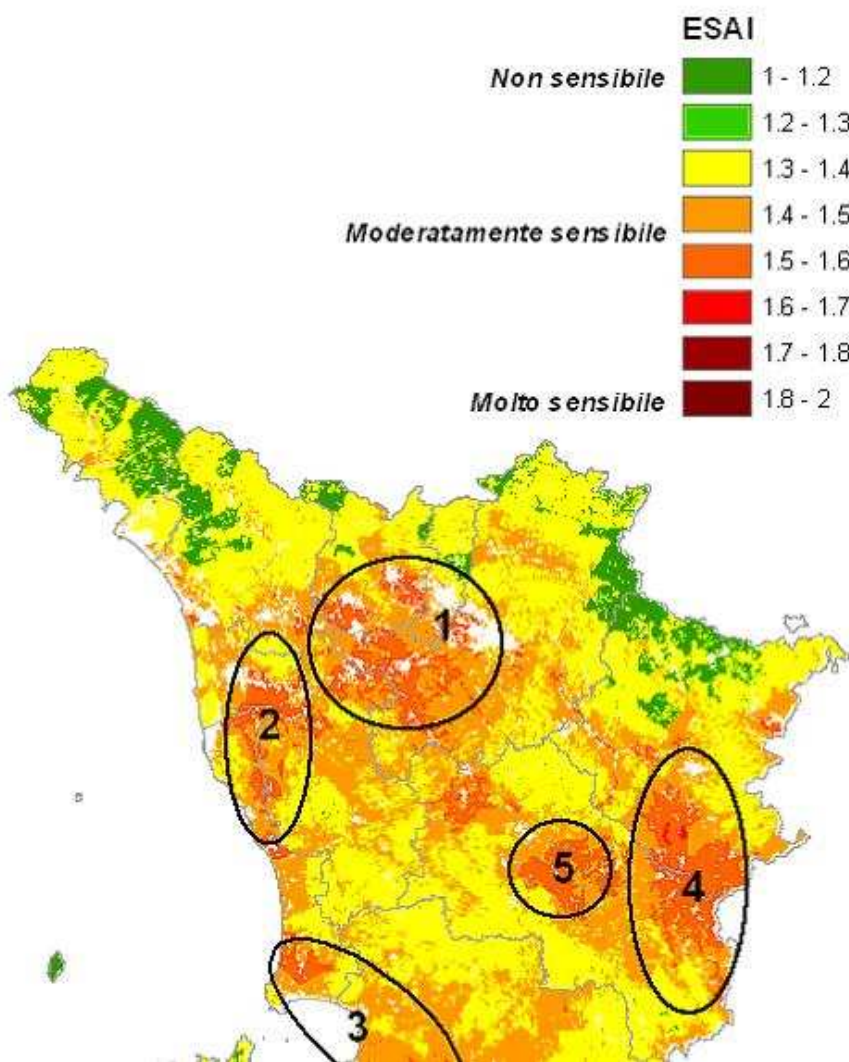 ESAI
Non sensibile 1 - 1.2
1.2 - 1.3
1.3 - 1.4
1.4 - 1.5
Moderatamente sensibile
1.5 - 1.6
1.6 - 1.7
1.7 - 1.8
Molto sensibile 1.8 - 2
1
2
5
4
3